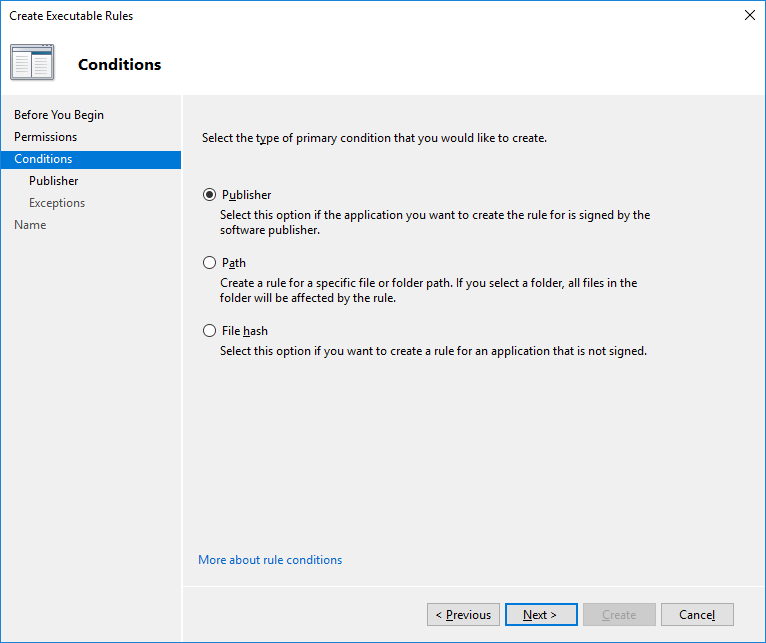 Create Executable Rules
Conditions
Before You Begin
Permissions
Conditions
Publisher
Exceptions
Name
Select the type of primary condition that you would like to create.
Publisher
Select this option if the application you want to create the rule for is signed by the
software publisher.
Path
Create a rule for a specific file or folder path. If you select a folder, all files in the
folder will be affected by the rule.
File hash
Select this option if you want to create a rule for an application that is not signed.
More about rule conditions
< Previous
Next >
Create
Cancel